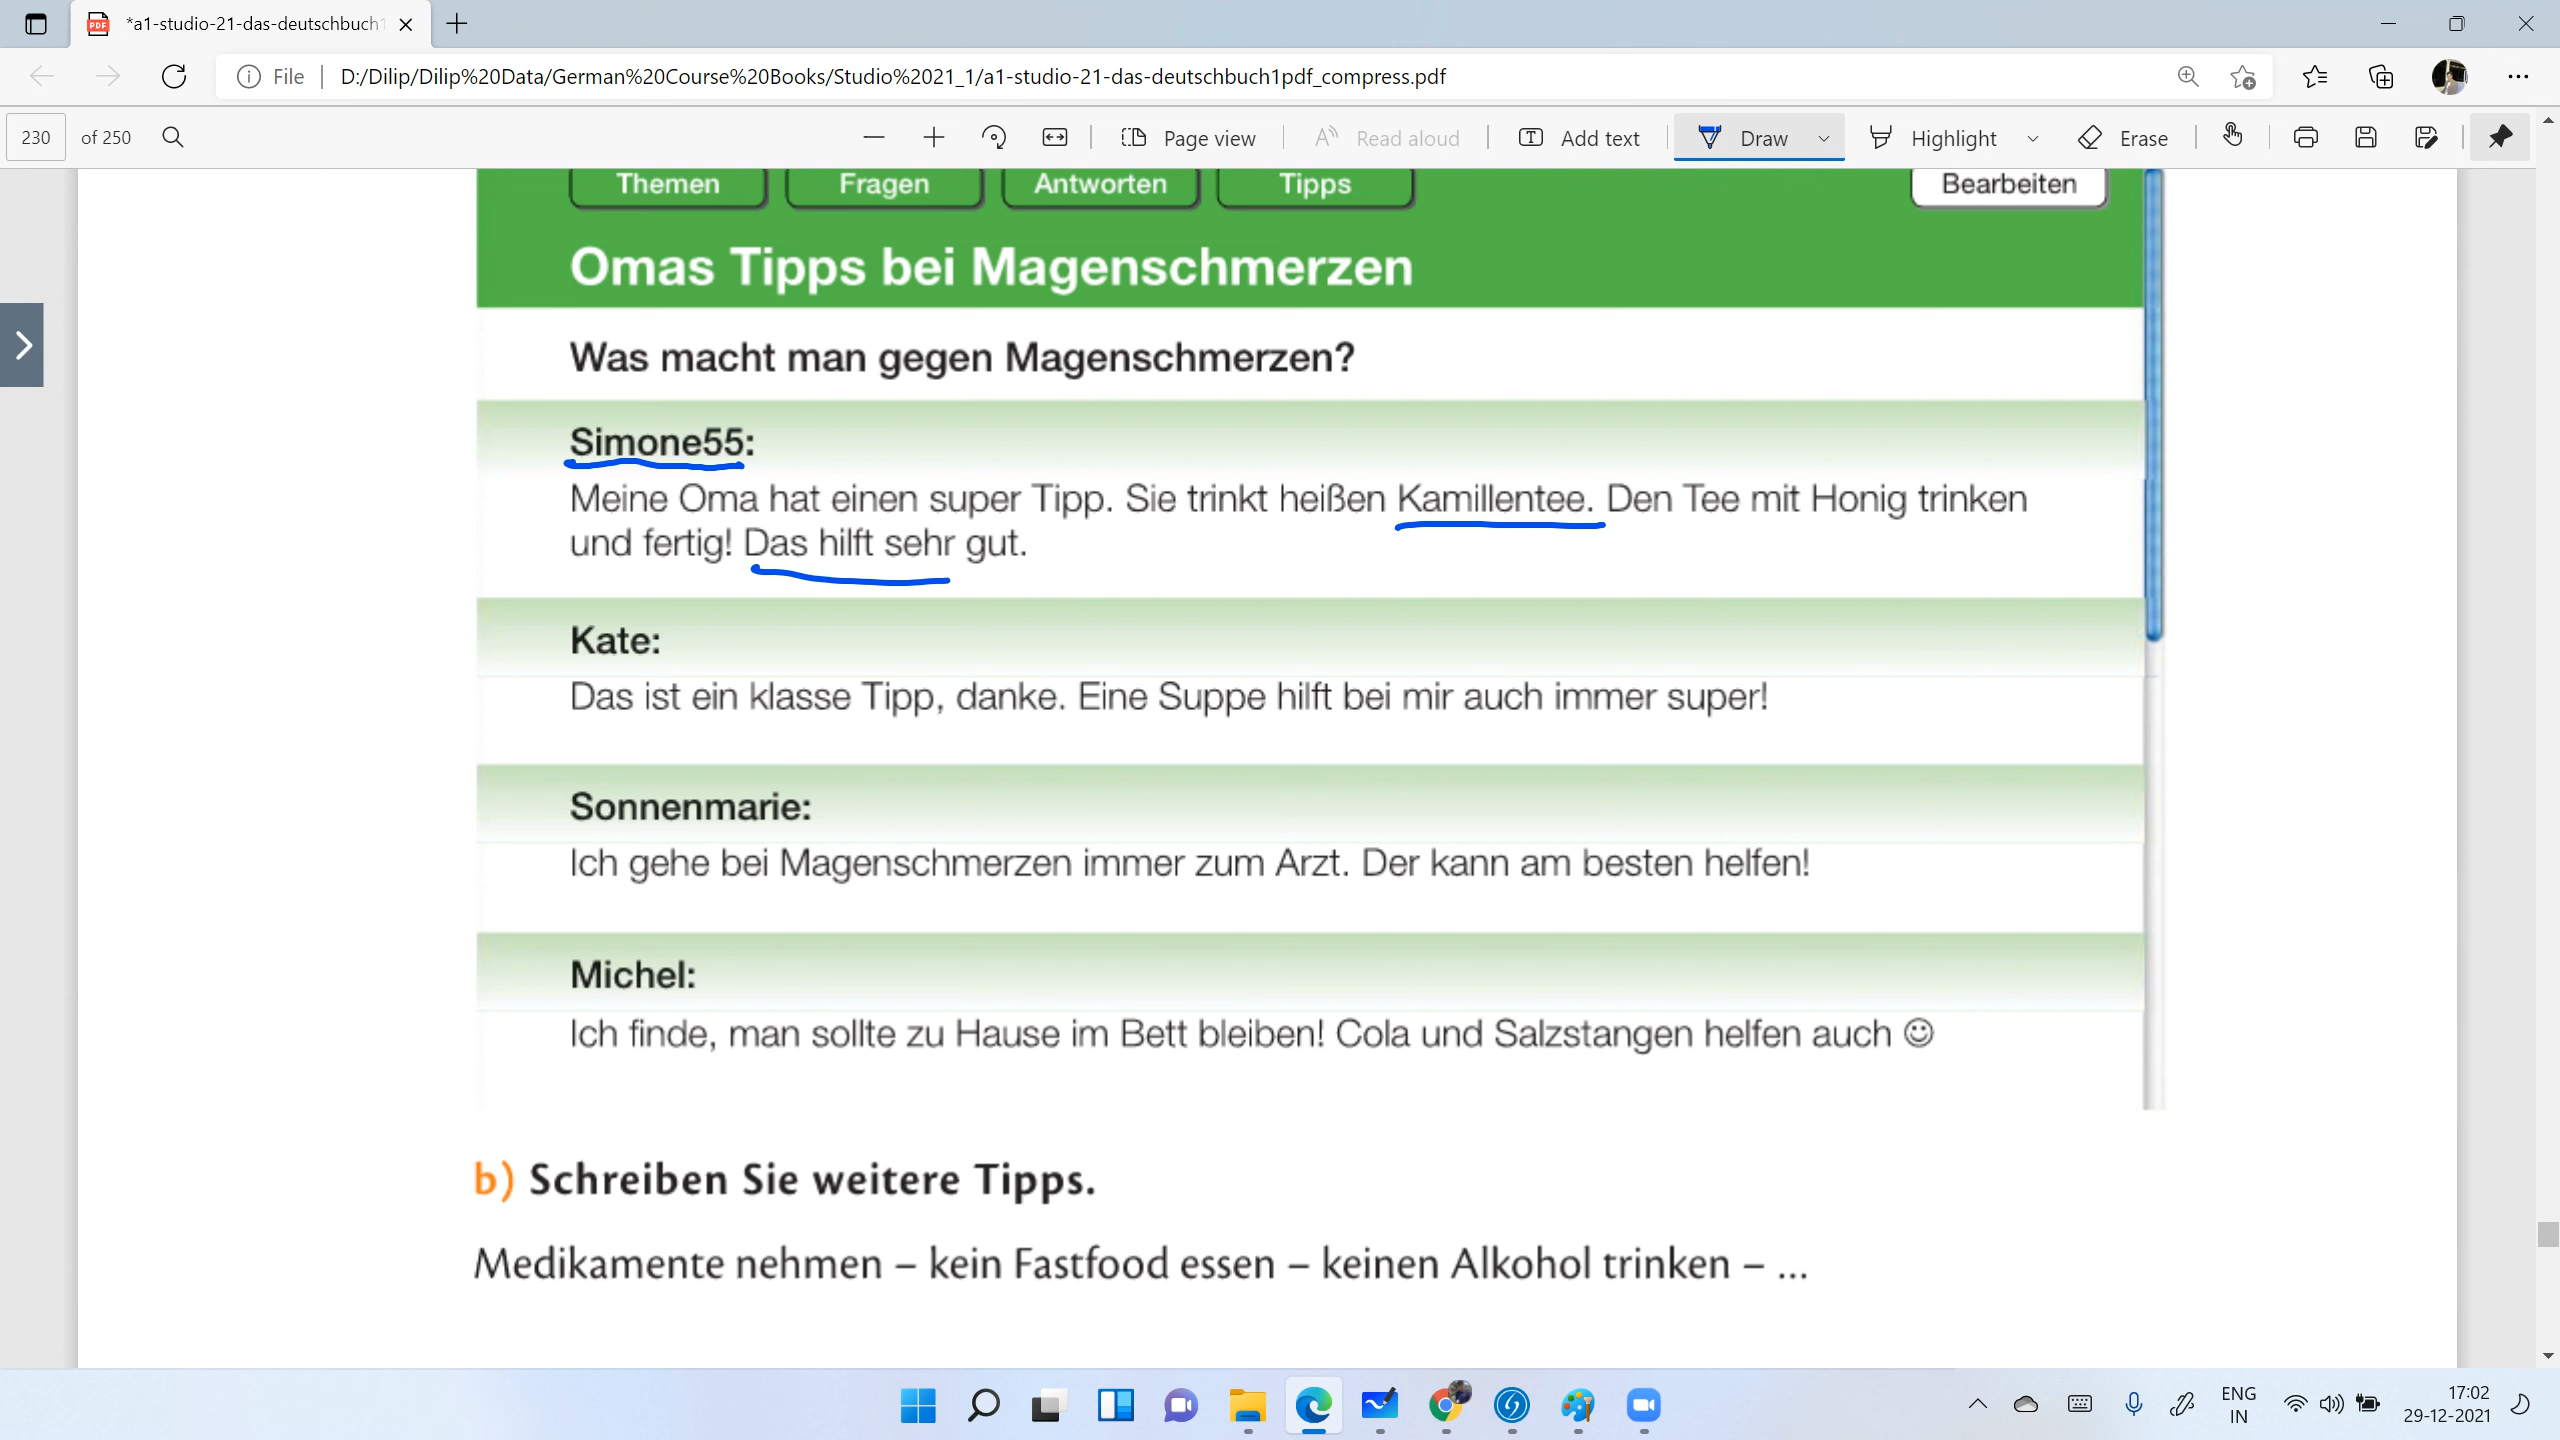 *a1-studio-21-das-deutschbuch1
File
D:/Dilip/Dilip%20Data/German%20Course%20Books/Studio%2021_1/a1-studio-21-das-deutschbuch1pdf_compress.pdf
230 of 250 Page view Read aloud Add text Draw Highlight Erase
Themen Fragen Antworten Tipps Bearbeiten
Omas Tipps bei Magenschmerzen
Was macht man gegen Magenschmerzen?
Simone55:
Meine Oma hat einen super Tipp. Sie trinkt heißen Kamillentee. Den Tee mit Honig trinken
und fertig! Das hilft sehr gut.
Kate:
Das ist ein klasse Tipp, danke. Eine Suppe hilft bei mir auch immer super!
Sonnenmarie:
Ich gehe bei Magenschmerzen immer zum Arzt. Der kann am besten helfen!
Michel:
Ich finde, man sollte zu Hause im Bett bleiben! Cola und Salzstangen helfen auch ☺
b) Schreiben Sie weitere Tipps.
Medikamente nehmen – kein Fastfood essen – keinen Alkohol trinken – ...
ENG 17:02
IN 29-12-2021